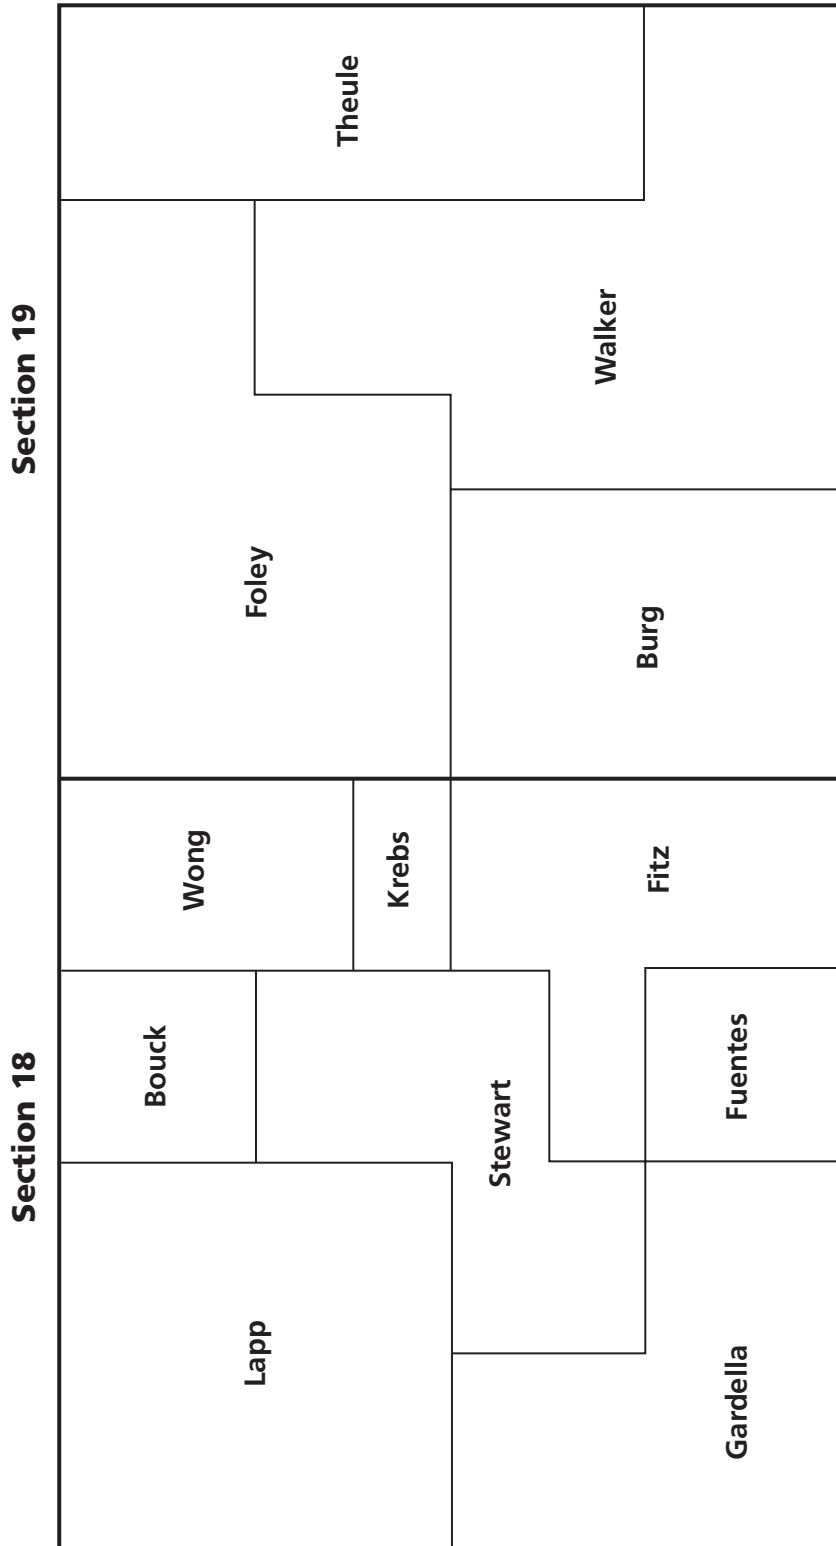 Section 18
Section 19
Lapp
Bouck
Wong
Foley
Theule
Krebs
Stewart
Walker
Gardella
Fuentes
Fitz
Burg